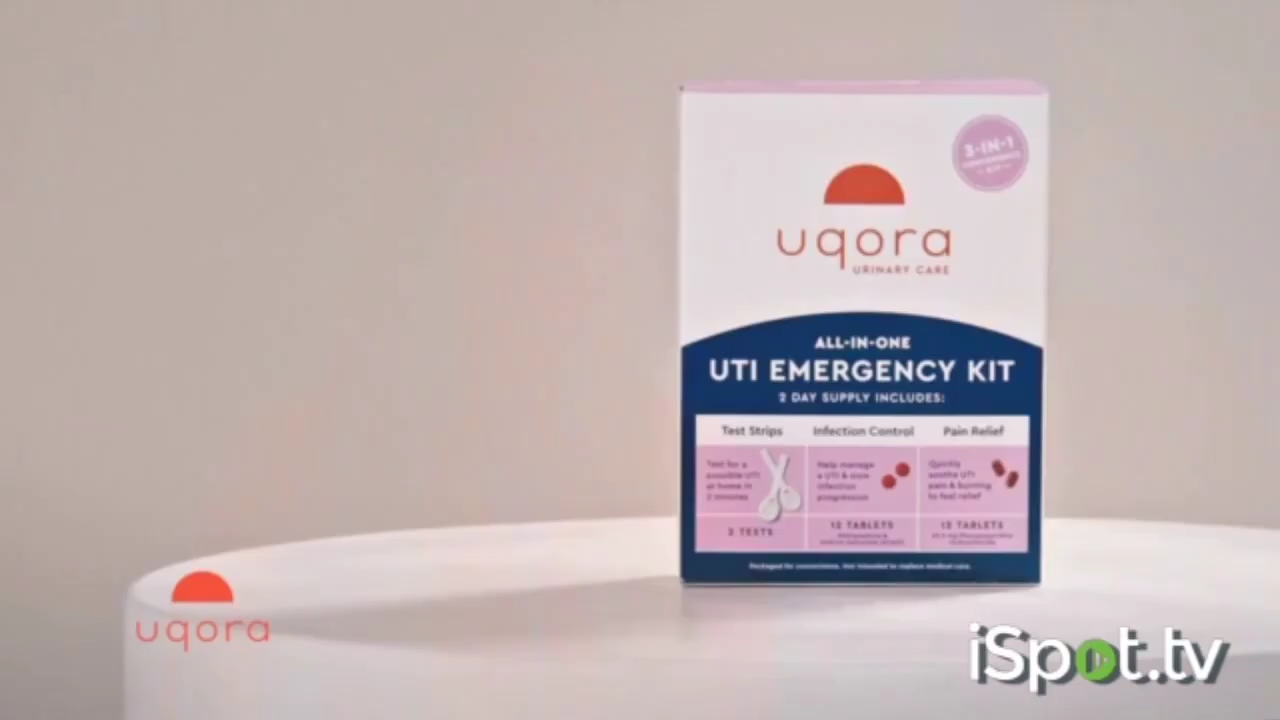 3-IN-1
CONVENIENCE
KIT
uqora
URINARY CARE
ALL-IN-ONE
UTI EMERGENCY KIT
2 DAY SUPPLY INCLUDES:
Test Strips Infection Control Pain Relief
Test for a
possible UTI
at home in
2 minutes
Help manage
a UTI & slow
infection
progression
Quickly
soothe UTI
pain & burning
to feel relief
2 TESTS 12 TABLETS 12 TABLETS
Packaged for convenience. Not intended to replace medical care.
uqora
iSpot.tv